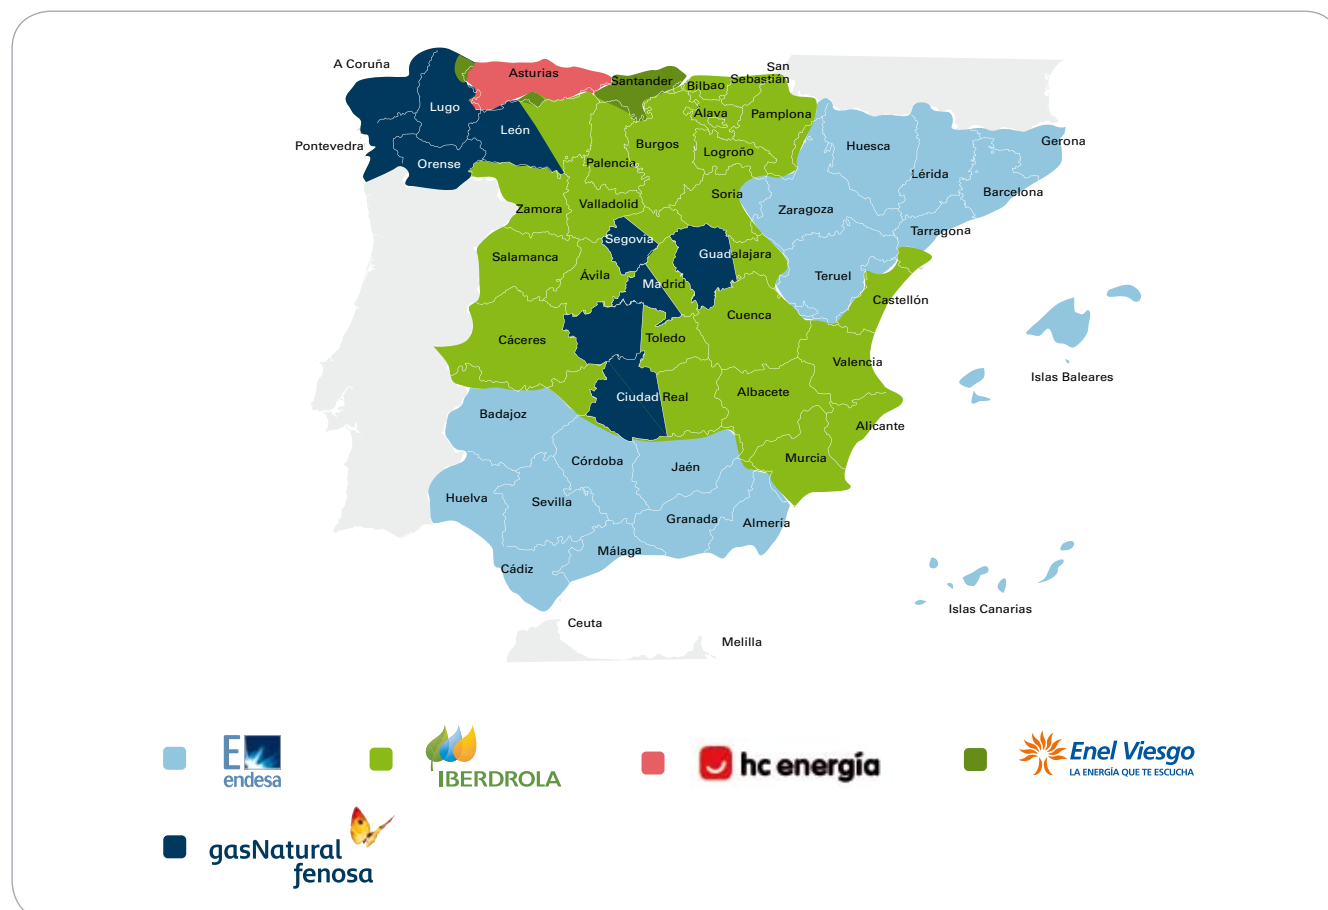 A Coruña
Asturias
Santander
San
Sebastián
Bilbao
Lugo
León
Álava
Pamplona
Pontevedra
Orense
Palencia
Burgos
Logroño
Huesca
Lérida
Gerona
Barcelona
Zamora
Valladolid
Soria
Zaragoza
Tarragona
Segovia
Salamanca
Ávila
Madrid
Guadalajara
Teruel
Castellón
Cáceres
Toledo
Cuenca
Valencia
Islas Baleares
Badajoz
Ciudad Real
Albacete
Alicante
Córdoba
Jaén
Murcia
Huelva
Sevilla
Granada
Almería
Málaga
Cádiz
Islas Canarias
Ceuta
Melilla
E
endesa
IBERDROLA
hc energía
Enel Viesgo
LA ENERGÍA QUE TE ESCUCHA
gasNatural
fenosa